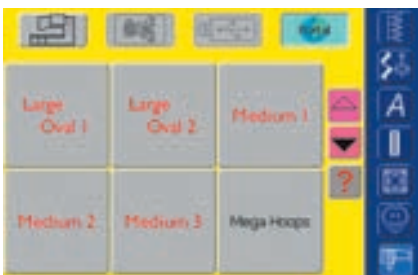 Large
Oval 1
Large
Oval 2
Medium 1
Medium 2
Medium 3
Mega Hoops
?
A